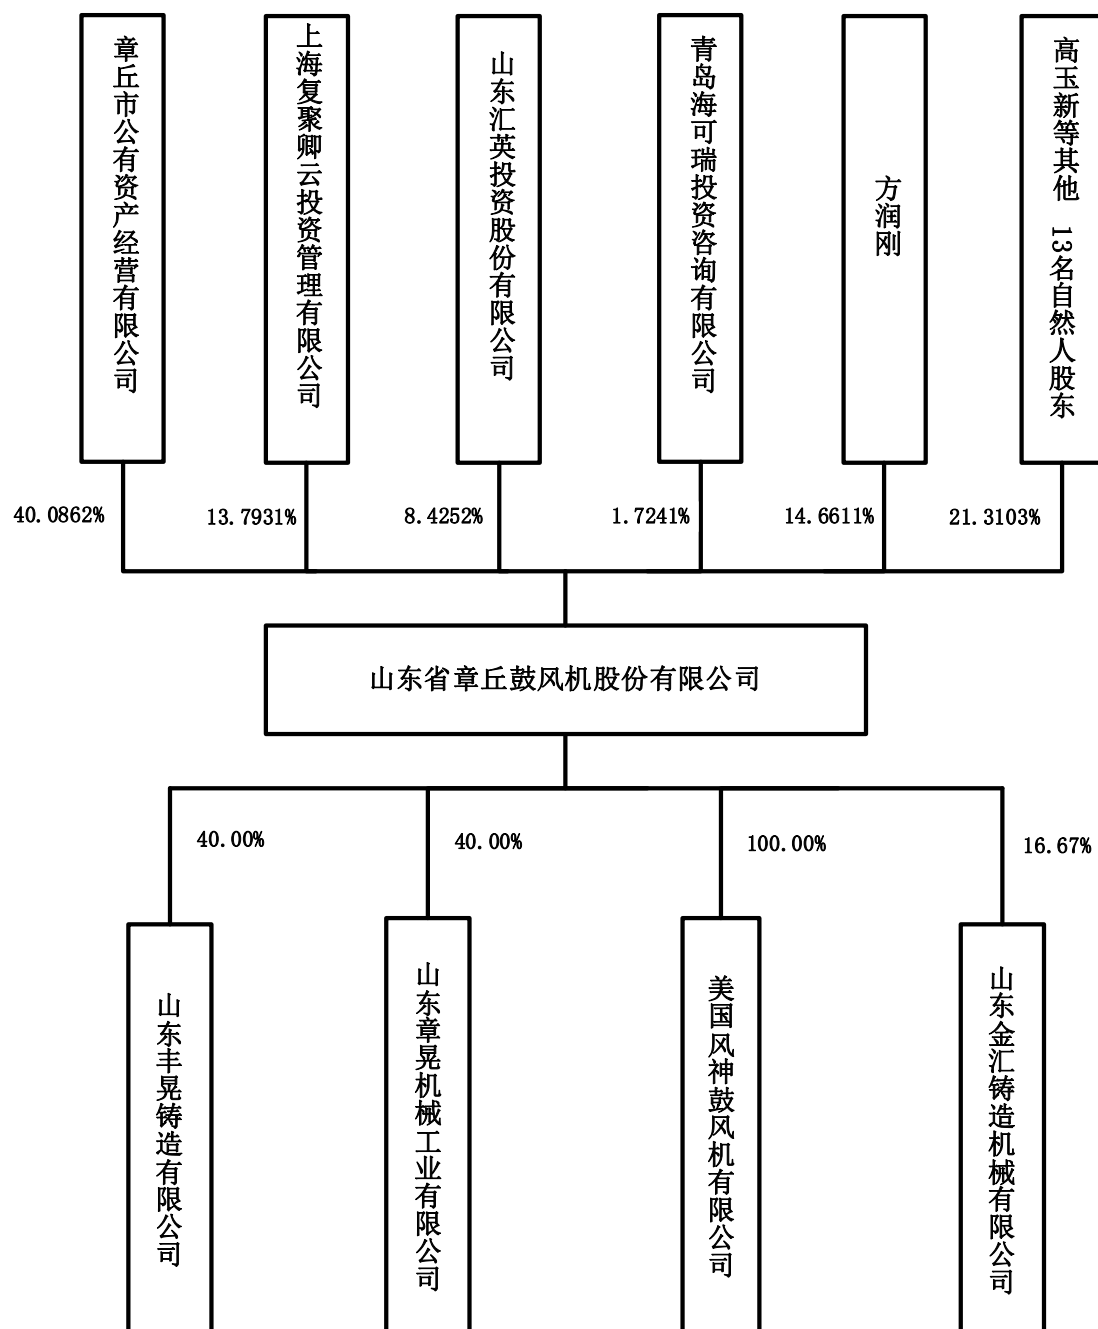 章丘市公有资产经营有限公司
上海复聚卿云投资管理有限公司
山东汇英投资股份有限公司
青岛海可瑞投资咨询有限公司
方润刚
高玉新等其他 13名自然人股东
40.0862%
13.7931%
8.4252%
1.7241%
14.6611%
21.3103%
山东省章丘鼓风机股份有限公司
40.00%
40.00%
100.00%
16.67%
山东丰晃铸造有限公司
山东章晃机械工业有限公司
美国风神鼓风机有限公司
山东金汇铸造机械有限公司